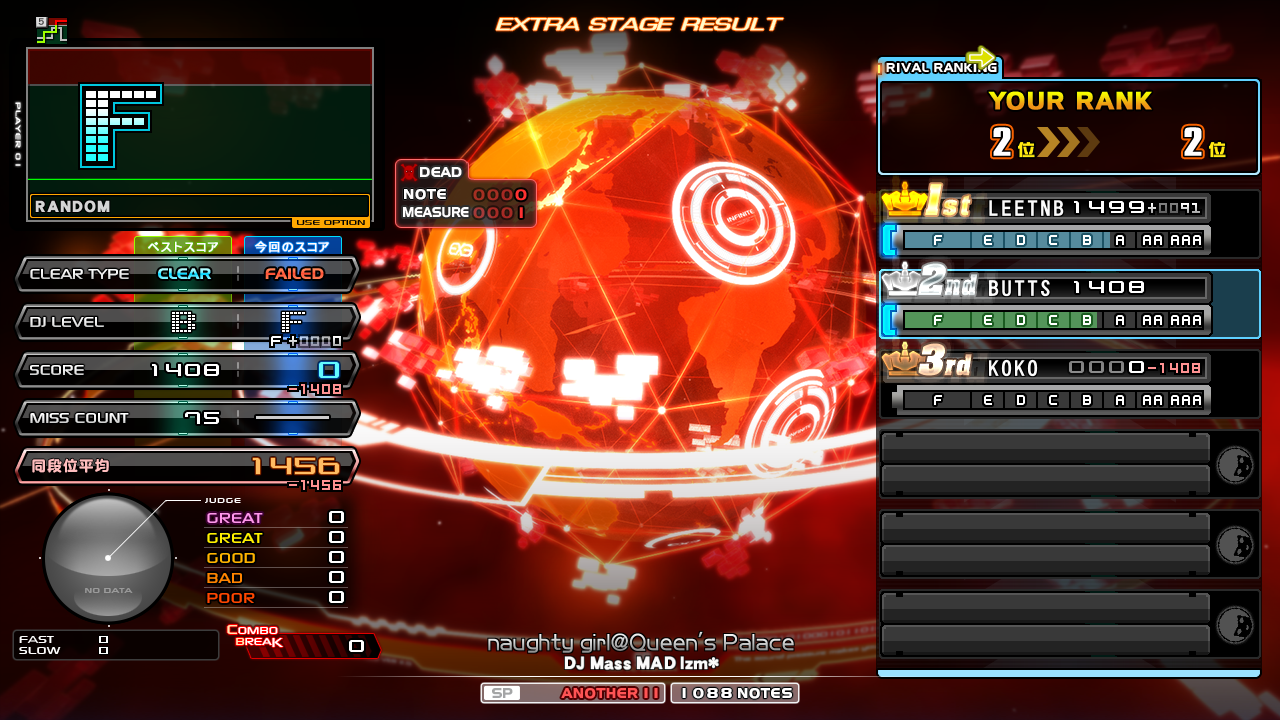 EXTRA STAGE RESULT
5
PLAYER 01
F
RANDOM
USE OPTION
DEAD
NOTE 0000
MEASURE 0001
ベストスコア 今回のスコア
CLEAR TYPE CLEAR FAILED
DJ LEVEL B F
F+0000
SCORE 1408 0
-1408
MISS COUNT 75
同段位平均 1456
-1456
JUDGE
GREAT 0
GREAT 0
GOOD 0
BAD 0
POOR 0
NO DATA
FAST 0
SLOW 0
COMBO BREAK 0
INFINITE
INFINITE
naughty girl@Queen's Palace
DJ Mass MAD Izm*
SP ANOTHER 11 1088 NOTES
RIVAL RANKING
YOUR RANK
2位 2位
1st LEETNB 1499+0091
F E D C B A AA AAA
2nd BUTTS 1408
F E D C B A AA AAA
3rd KOKO 0000-1408
F E D C B A AA AAA